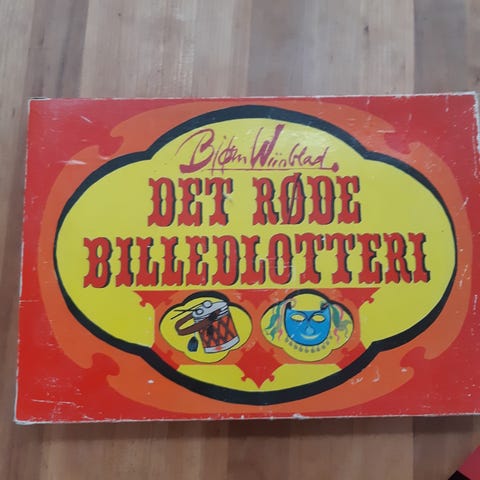 Bjørn Wiinblad.
DET RØDE
BILLEDLOTTERI